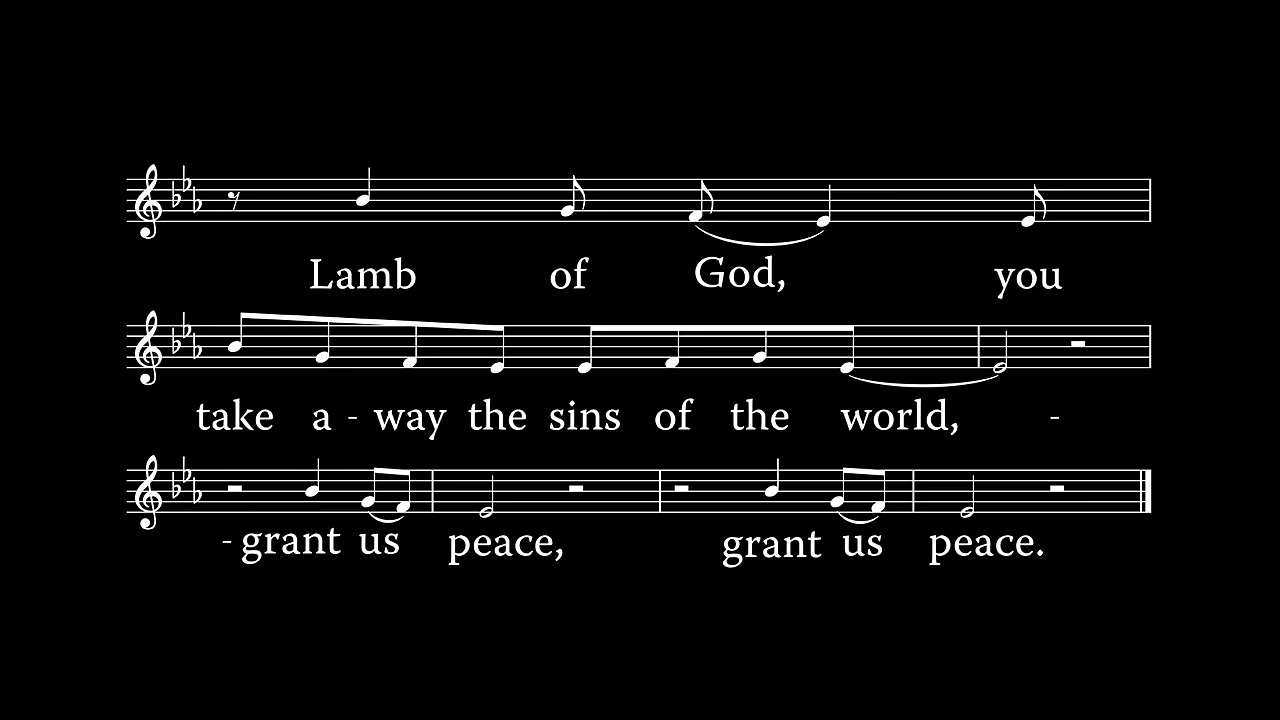 Lamb of God, you
take a - way the sins of the world, -
- grant us peace, grant us peace.